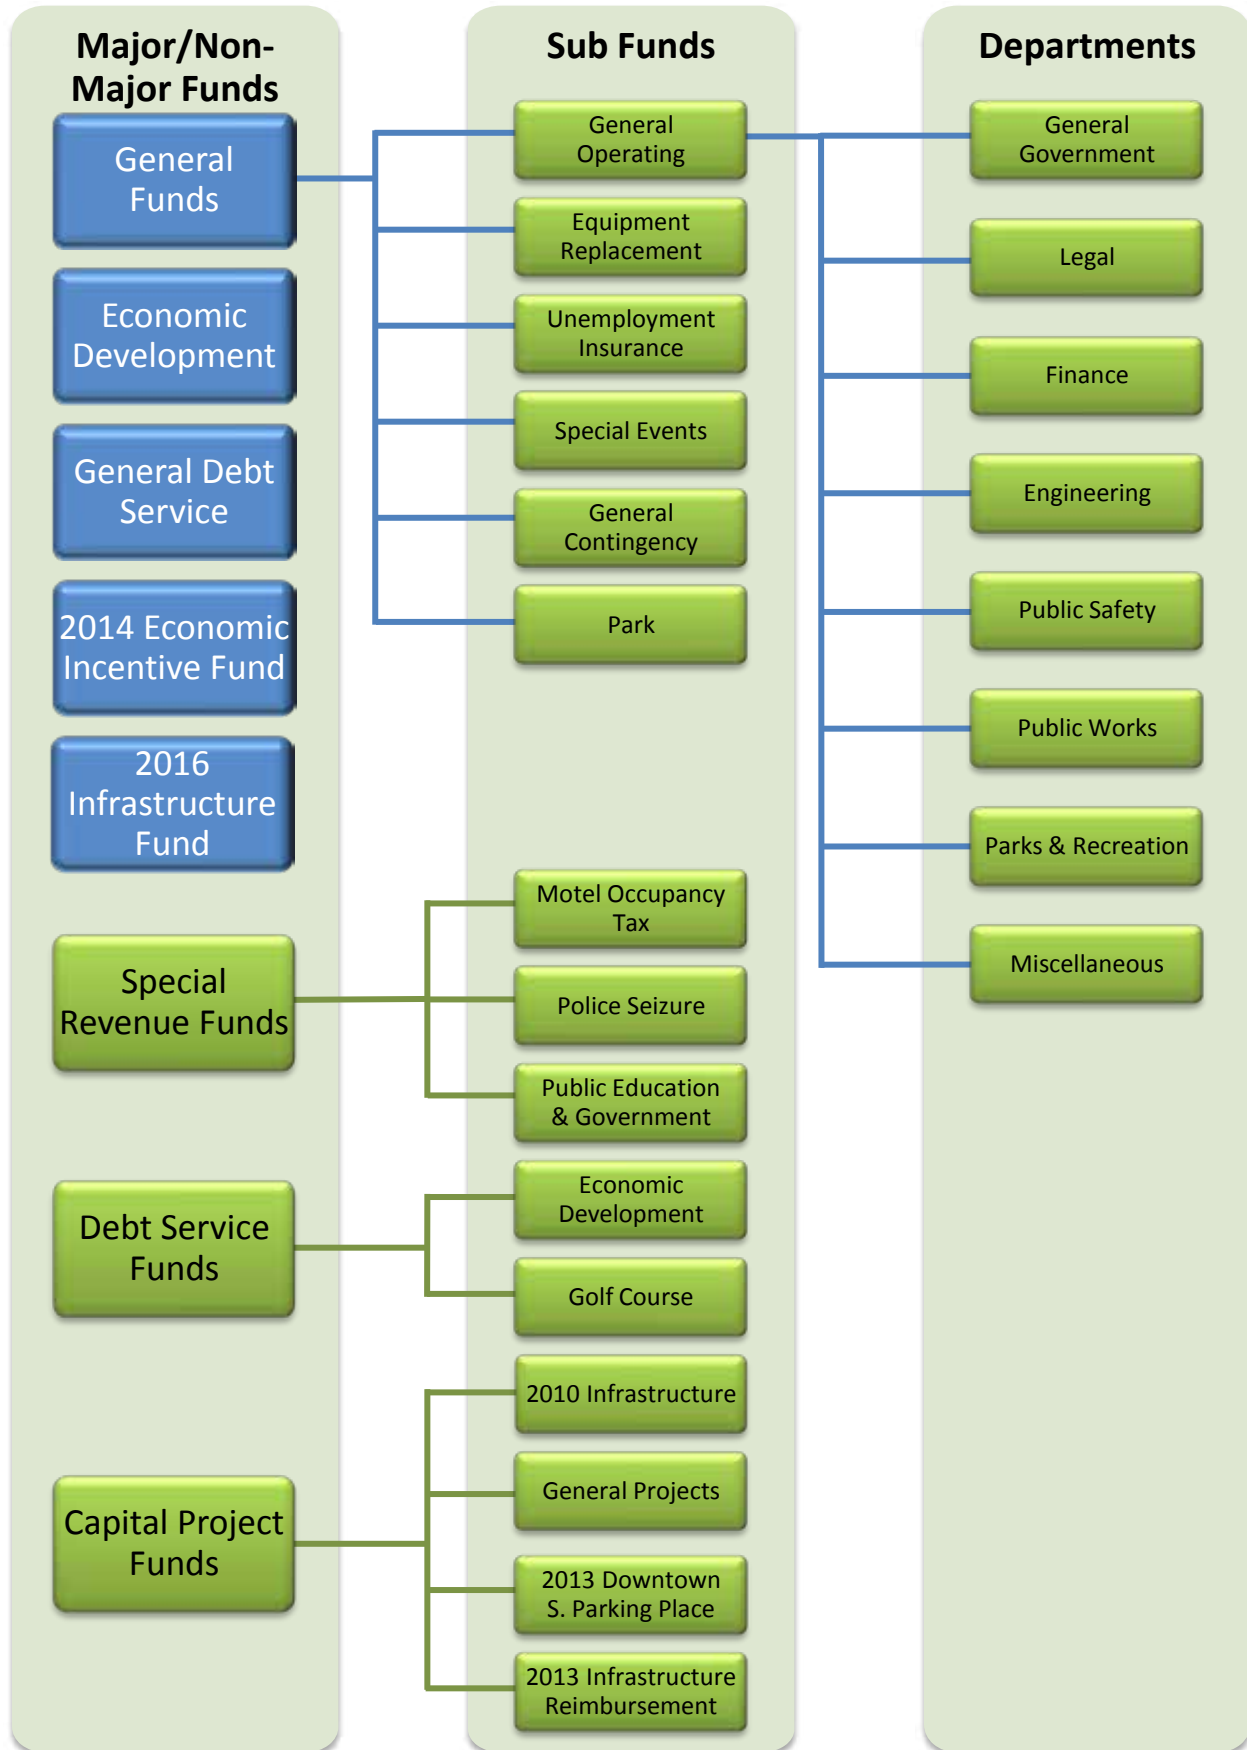 Major/Non-
Major Funds
General
Funds
Economic
Development
General Debt
Service
2014 Economic
Incentive Fund
2016
Infrastructure
Fund
Special
Revenue Funds
Debt Service
Funds
Capital Project
Funds
Sub Funds
General
Operating
Equipment
Replacement
Unemployment
Insurance
Special Events
General
Contingency
Park
Motel Occupancy
Tax
Police Seizure
Public Education
& Government
Economic
Development
Golf Course
2010 Infrastructure
General Projects
2013 Downtown
S. Parking Place
2013 Infrastructure
Reimbursement
Departments
General
Government
Legal
Finance
Engineering
Public Safety
Public Works
Parks & Recreation
Miscellaneous